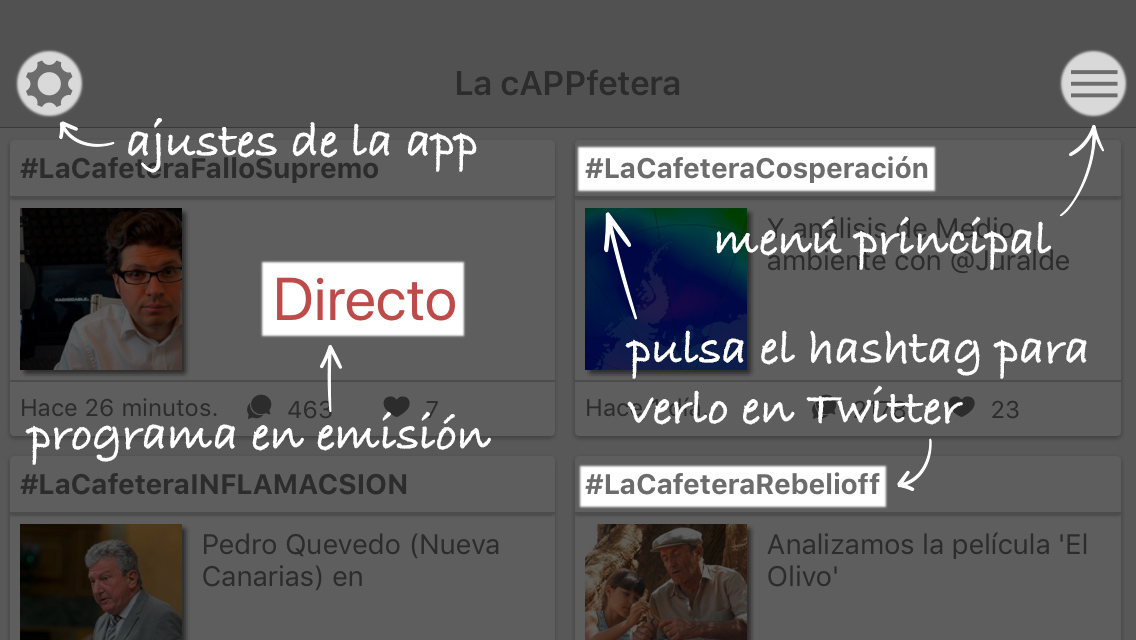 La cAPPfetera
ajustes de la app
#LaCafeteraFalloSupremo
#LaCafeteraCosperación
Y análisis de Medio
ambiente con @Juralde
menú principal
Directo
pulsa el hashtag para
verlo en Twitter
Hace 26 minutos. 463 7
Hace 1 día. 23
programa en emisión
#LaCafeteraINFLAMACSION
#LaCafeteraRebelioff
Pedro Quevedo (Nueva
Canarias) en
Analizamos la película 'El
Olivo'